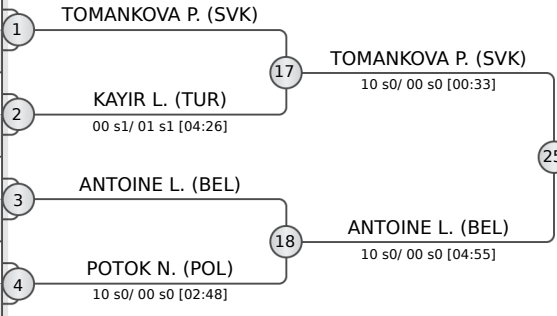 TOMANKOVA P. (SVK)
1
17
TOMANKOVA P. (SVK)
10 s0/ 00 s0 [00:33]
KAYIR L. (TUR)
2
00 s1/ 01 s1 [04:26]
25
ANTOINE L. (BEL)
3
18
ANTOINE L. (BEL)
10 s0/ 00 s0 [04:55]
POTOK N. (POL)
4
10 s0/ 00 s0 [02:48]